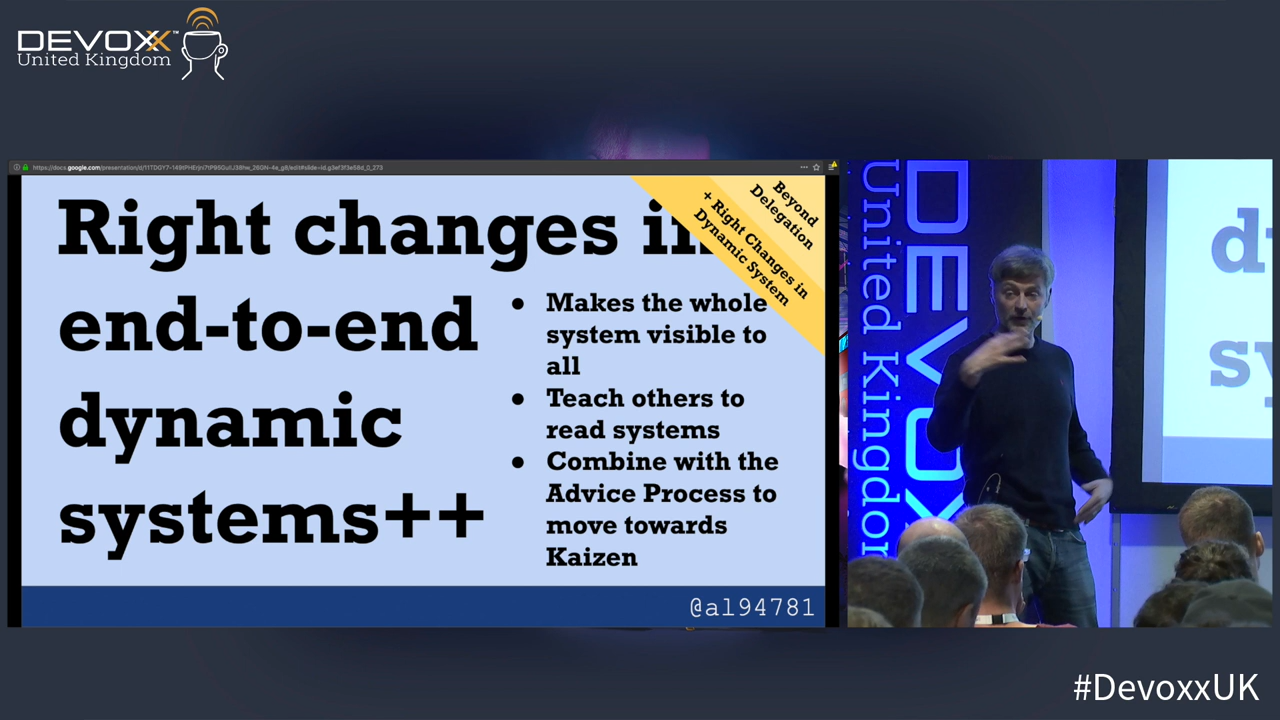 DEVOXX™
United Kingdom
Right changes in
end-to-end
dynamic
systems++
Beyond
Delegation
+ Right Changes in
Dynamic System
● Makes the whole
system visible to
all
● Teach others to
read systems
● Combine with the
Advice Process to
move towards
Kaizen
@al94781
DEVOX
United Kingdom
#DevoxxUK